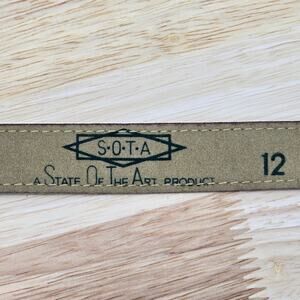 S·O·T·A
A STATE OF THE ART PRODUCT
12